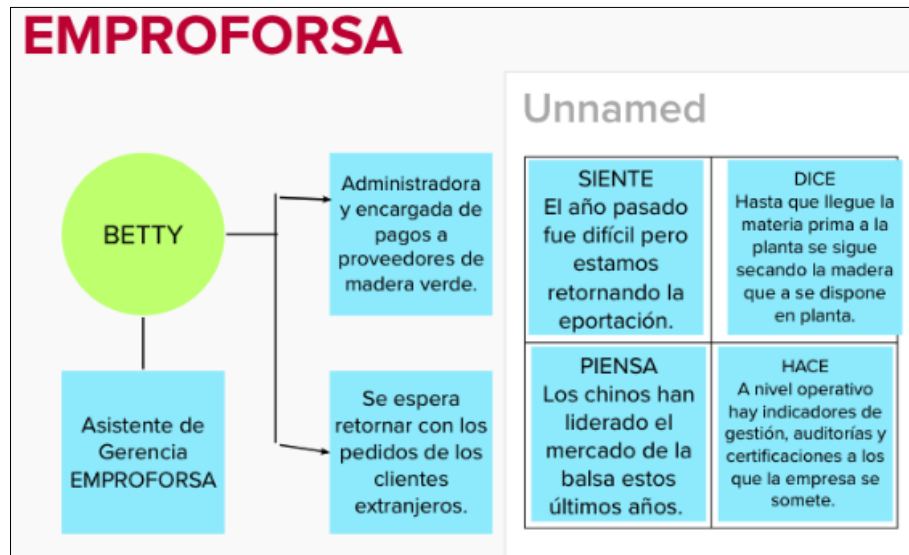 EMPROFORSA
BETTY
Asistente de
Gerencia
EMPROFORSA
Administradora
y encargada de
pagos a
proveedores de
madera verde.
Se espera
retornar con los
pedidos de los
clientes
extranjeros.
Unnamed
SIENTE
El año pasado
fue difícil pero
estamos
retornando la
eportación.
DICE
Hasta que llegue la
materia prima a la
planta se sigue
secando la madera
que a se dispone
en planta.
PIENSA
Los chinos han
liderado el
mercado de la
balsa estos
últimos años.
HACE
A nivel operativo
hay indicadores de
gestión, auditorías y
certificaciones a los
que la empresa se
somete.